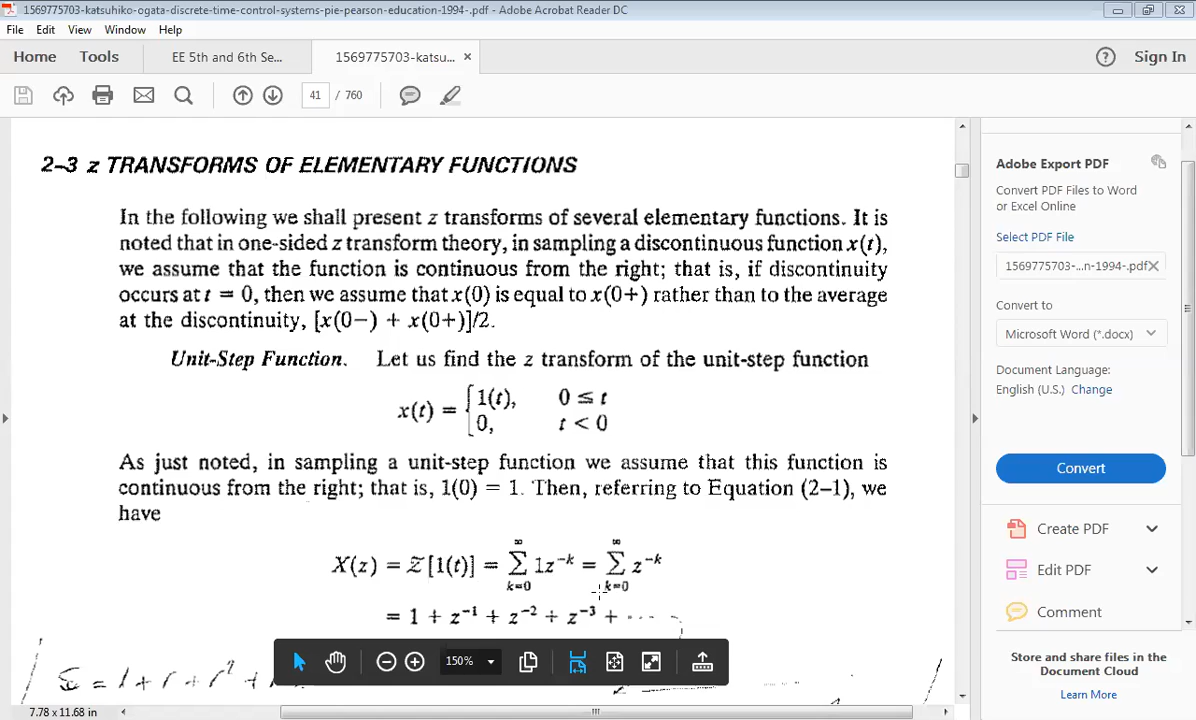 1569775703-katsuhiko-ogata-discrete-time-control-systems-pie-pearson-education-1994-.pdf - Adobe Acrobat Reader DC
File Edit View Window Help
Home Tools EE 5th and 6th Se... 1569775703-katsu... × Sign In
41 / 760
2–3 z TRANSFORMS OF ELEMENTARY FUNCTIONS
In the following we shall present z transforms of several elementary functions. It is
noted that in one-sided z transform theory, in sampling a discontinuous function x(t),
we assume that the function is continuous from the right; that is, if discontinuity
occurs at t = 0, then we assume that x(0) is equal to x(0+) rather than to the average
at the discontinuity, [x(0−) + x(0+)]/2.
Unit-Step Function. Let us find the z transform of the unit-step function
x(t) = { 1(t), 0 ≤ t
0, t < 0
As just noted, in sampling a unit-step function we assume that this function is
continuous from the right; that is, 1(0) = 1. Then, referring to Equation (2–1), we
have
X(z) = Z[1(t)] = ∑_{k=0}^{∞} 1z^{−k} = ∑_{k=0}^{∞} z^{−k}
= 1 + z^{−1} + z^{−2} + z^{−3} + ···
= 1 + r + r² +
150%
7.78 x 11.68 in
Adobe Export PDF
Convert PDF Files to Word
or Excel Online
Select PDF File
1569775703-...n-1994-.pdf ×
Convert to
Microsoft Word (*.docx)
Document Language:
English (U.S.) Change
Convert
Create PDF
Edit PDF
Comment
Store and share files in the
Document Cloud
Learn More